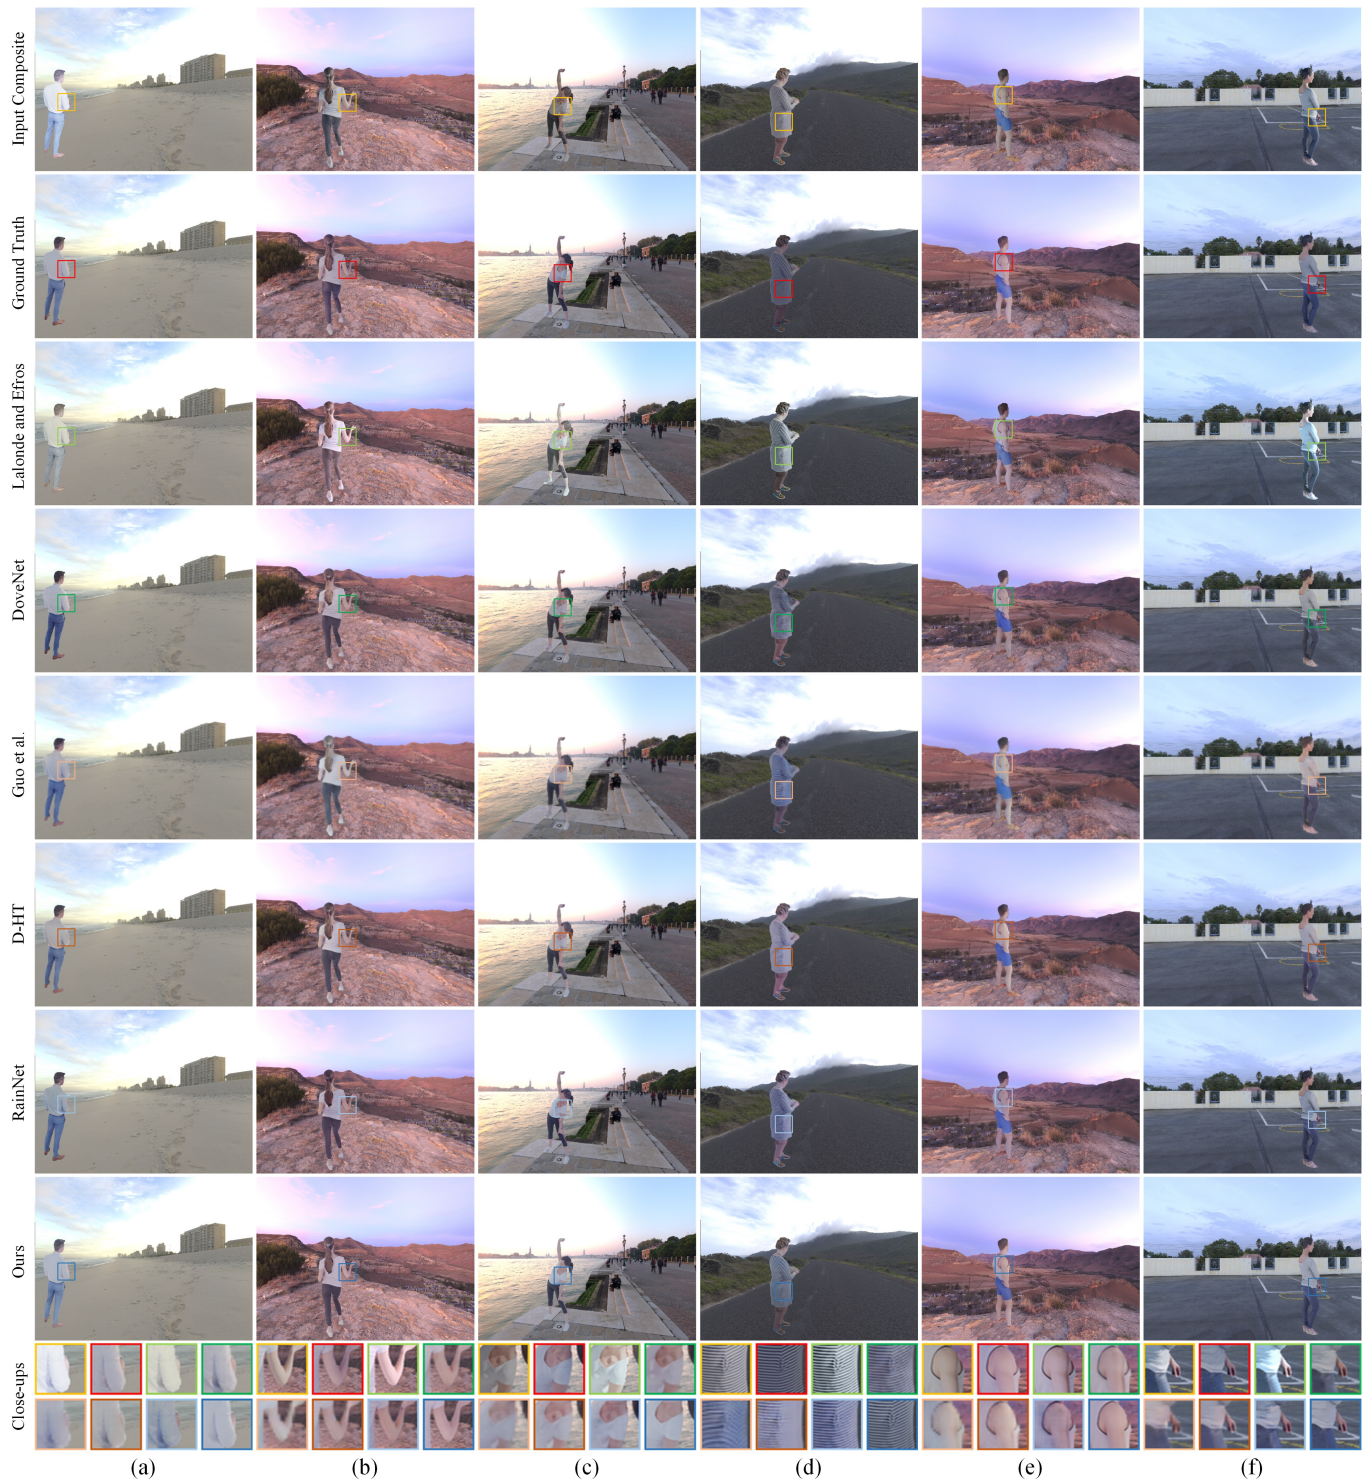 Input Composite
Ground Truth
Lalonde and Efros
DoveNet
Guo et al.
D-HT
RainNet
Ours
Close-ups
(a)
(b)
(c)
(d)
(e)
(f)